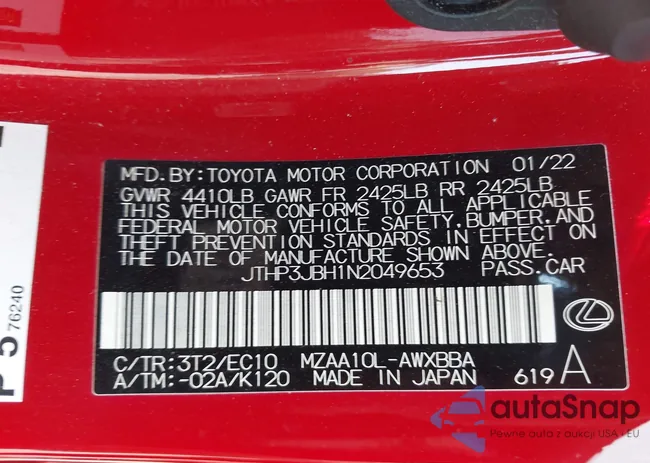 MFD.BY:TOYOTA MOTOR CORPORATION 01/22
GVWR 4410LB GAWR FR 2425LB RR 2425LB
THIS VEHICLE CONFORMS TO ALL APPLICABLE
FEDERAL MOTOR VEHICLE SAFETY,BUMPER,AND
THEFT PREVENTION STANDARDS IN EFFECT ON
THE DATE OF MANUFACTURE SHOWN ABOVE.
JTHP3JBH1N2049653 PASS.CAR
C/TR:3T2/EC10 MZAA10L-AWXBBA
A/TM:-02A/K120 MADE IN JAPAN 619 A
P 5 76240
autoSnap
Pewne auta z aukcji USA i EU